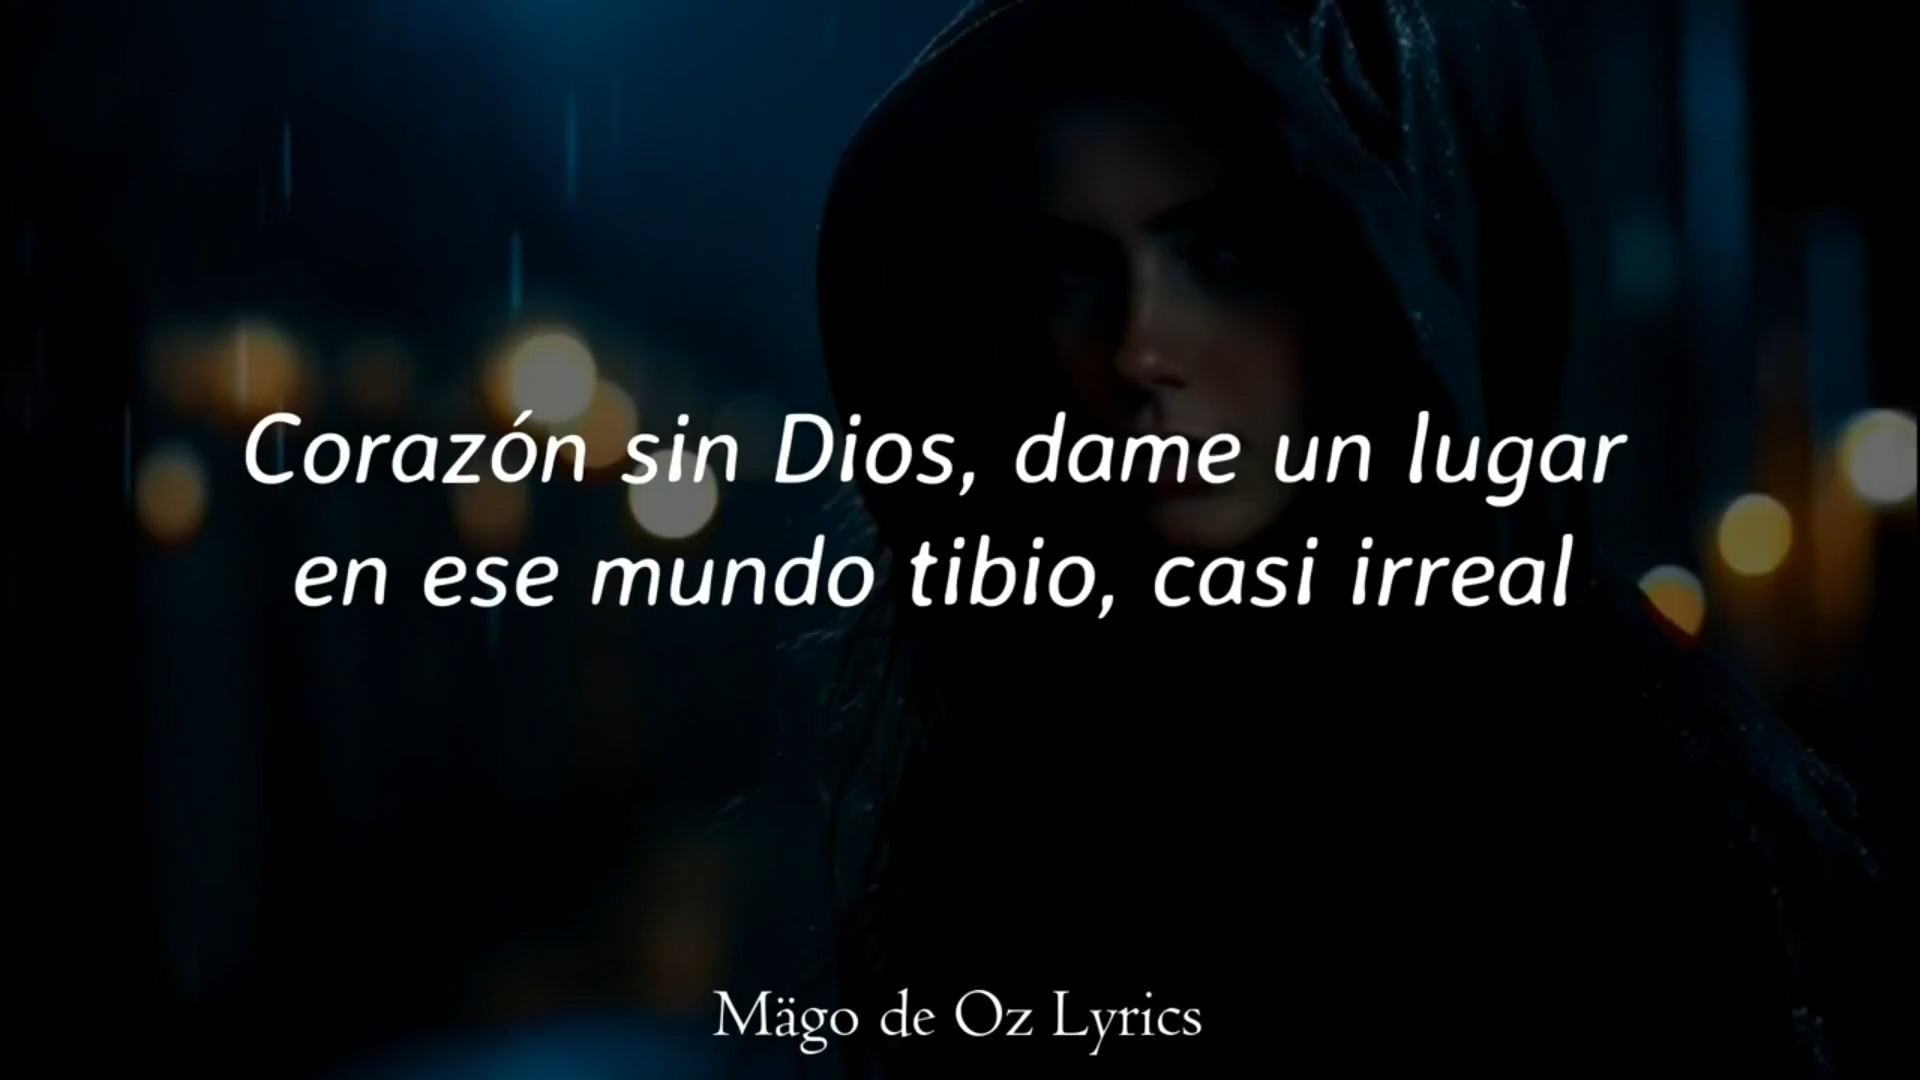 Corazón sin Dios, dame un lugar
en ese mundo tibio, casi irreal
Mägo de Oz Lyrics